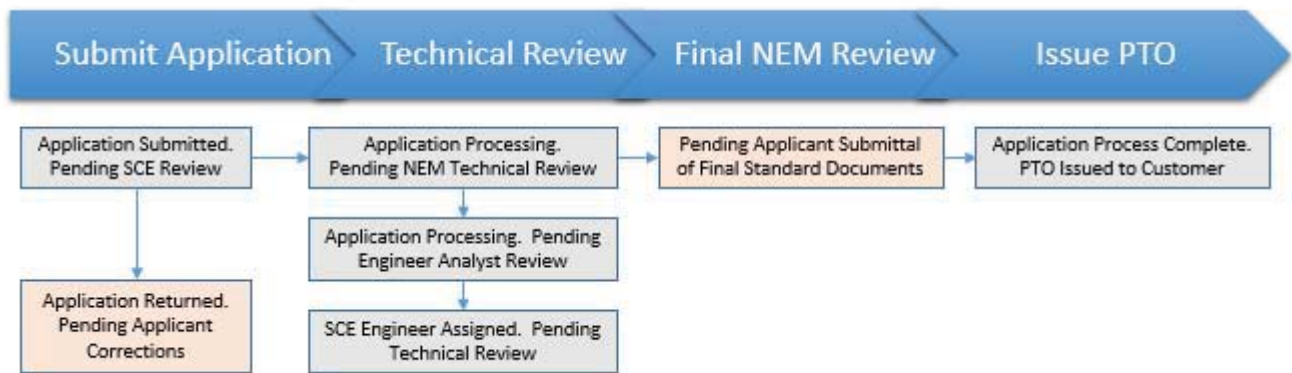 Submit Application
Technical Review
Final NEM Review
Issue PTO
Application Submitted.
Pending SCE Review
Application Processing.
Pending NEM Technical Review
Pending Applicant Submittal
of Final Standard Documents
Application Process Complete.
PTO Issued to Customer
Application Processing.  Pending
Engineer Analyst Review
Application Returned.
Pending Applicant
Corrections
SCE Engineer Assigned.  Pending
Technical Review